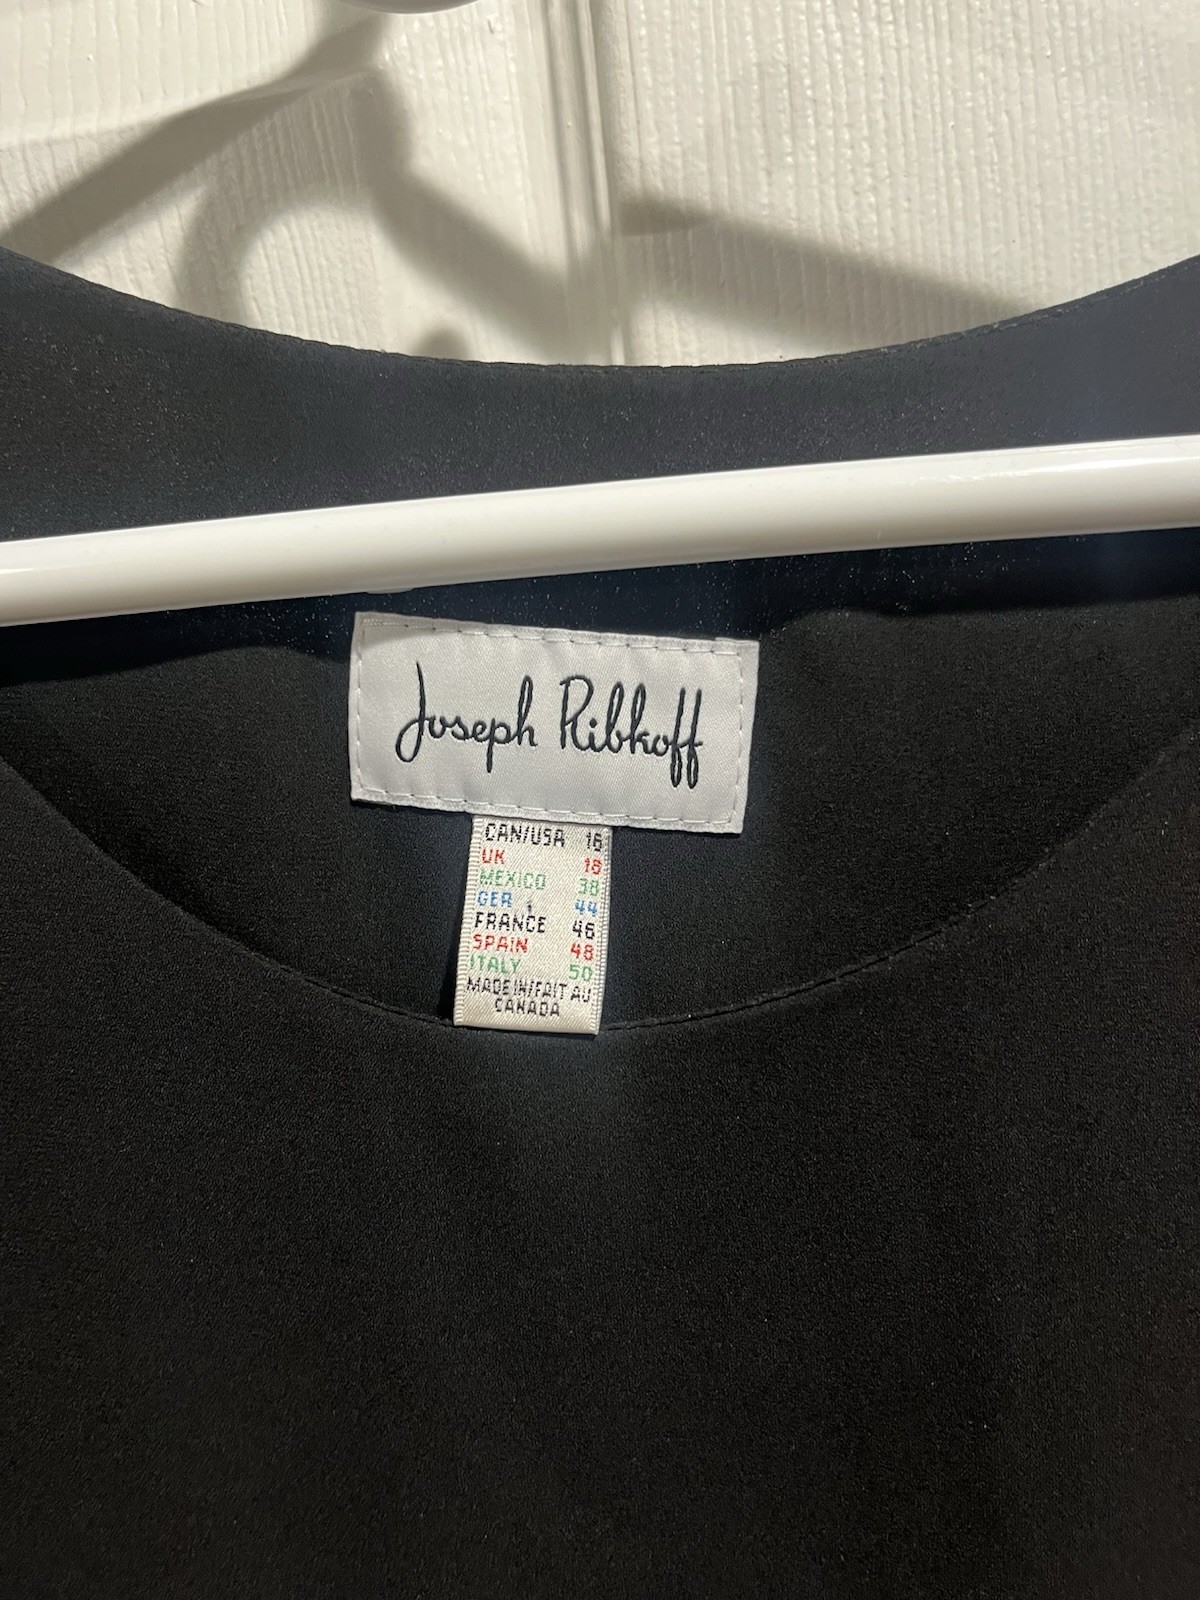 Joseph Ribkoff
CAN/USA 16
UK
MEXICO 38
GER 44
FRANCE 46
SPAIN 48
ITALY 50
MADE IN/FAIT AU
CANADA